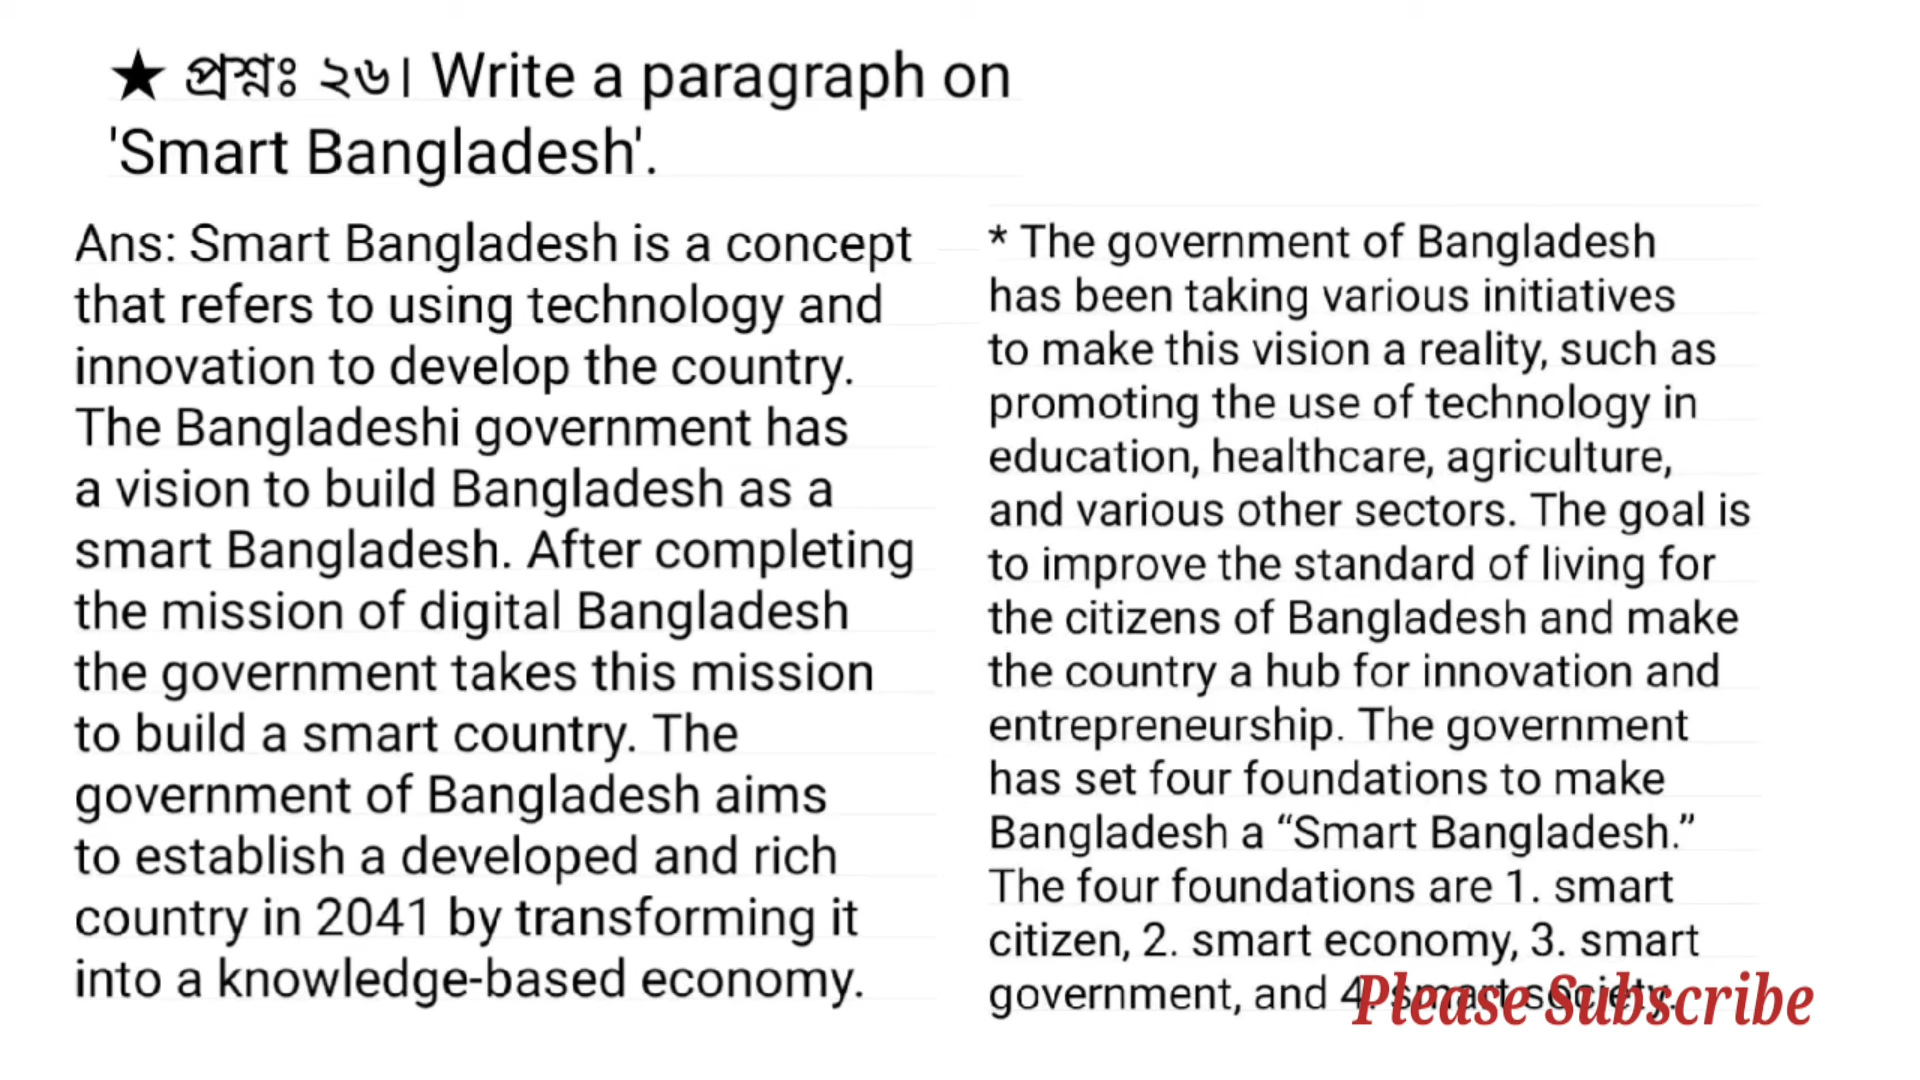 ★ প্রশ্নঃ ২৬। Write a paragraph on
'Smart Bangladesh'.
Ans: Smart Bangladesh is a concept
that refers to using technology and
innovation to develop the country.
The Bangladeshi government has
a vision to build Bangladesh as a
smart Bangladesh. After completing
the mission of digital Bangladesh
the government takes this mission
to build a smart country. The
government of Bangladesh aims
to establish a developed and rich
country in 2041 by transforming it
into a knowledge-based economy.
* The government of Bangladesh
has been taking various initiatives
to make this vision a reality, such as
promoting the use of technology in
education, healthcare, agriculture,
and various other sectors. The goal is
to improve the standard of living for
the citizens of Bangladesh and make
the country a hub for innovation and
entrepreneurship. The government
has set four foundations to make
Bangladesh a “Smart Bangladesh.”
The four foundations are 1. smart
citizen, 2. smart economy, 3. smart
government, and 4. smart society.
Please Subscribe